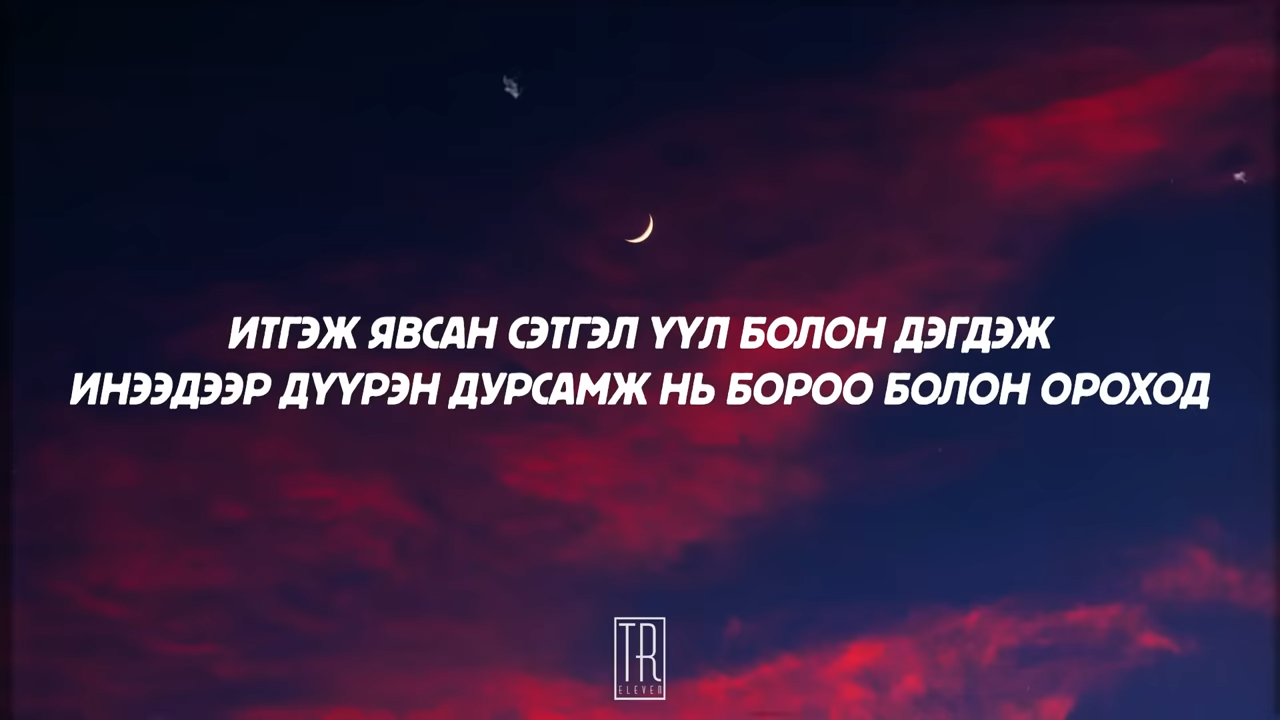 ИТГЭЖ ЯВСАН СЭТГЭЛ ҮҮЛ БОЛОН ДЭГДЭЖ
ИНЭЭДЭЭР ДҮҮРЭН ДУРСАМЖ НЬ БОРОО БОЛОН ОРОХОД
TR
ELEVEN